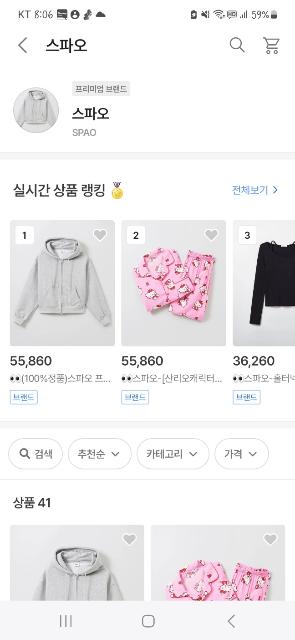 KT 8:06
59%
스파오
프리미엄 브랜드
스파오
SPAO
실시간 상품 랭킹
전체보기 >
1
2
3
55,860
55,860
36,260
(100%정품)스파오 프...
스파오-[산리오캐릭터...
스파오-홀터넥
브랜드
브랜드
브랜드
검색
추천순
카테고리
가격
상품 41